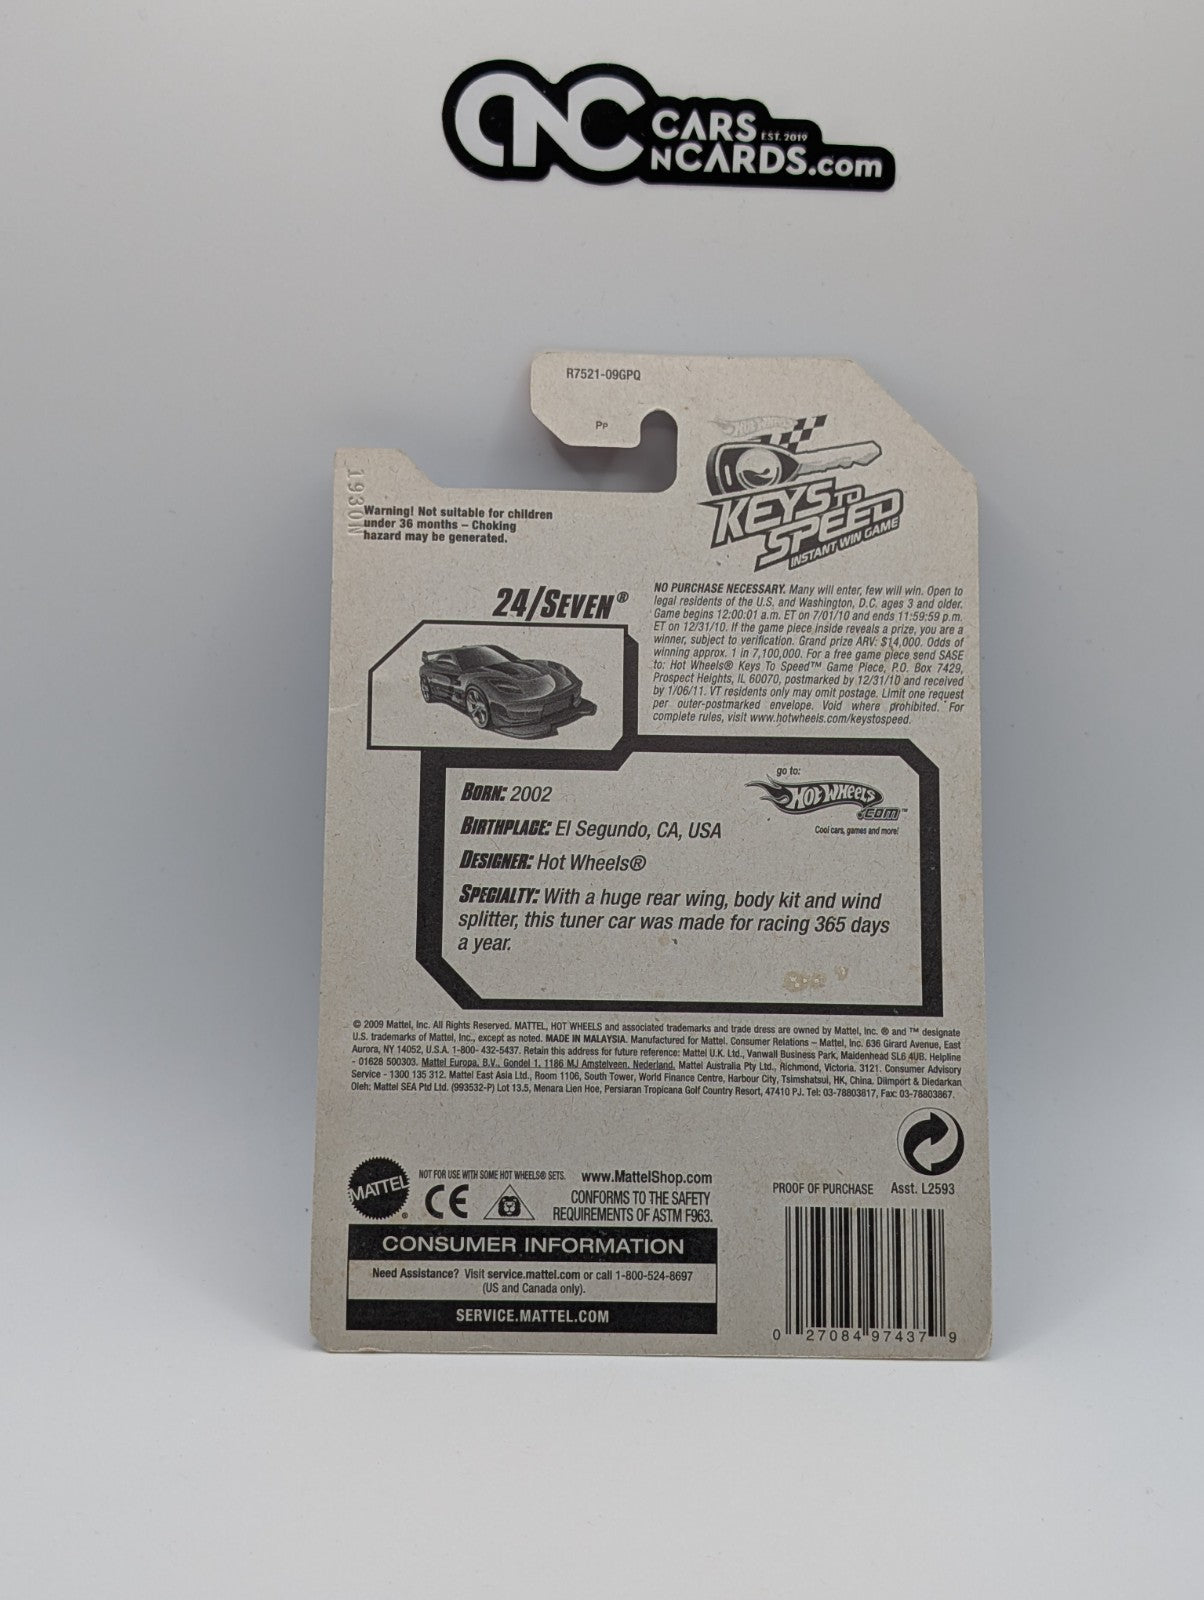 CNC CARS EST. 2019
N CARDS.com
R7521-09GPQ
PP
1930N
Warning! Not suitable for children
under 36 months – Choking
hazard may be generated.
HOT WHEELS
KEYS TO
SPEED
INSTANT WIN GAME
NO PURCHASE NECESSARY. Many will enter, few will win. Open to
legal residents of the U.S. and Washington, D.C. ages 3 and older.
Game begins 12:00:01 a.m. ET on 7/01/10 and ends 11:59:59 p.m.
ET on 12/31/10. If the game piece inside reveals a prize, you are a
winner, subject to verification. Grand prize ARV: $14,000. Odds of
winning approx. 1 in 7,100,000. For a free game piece send SASE
to: Hot Wheels® Keys To Speed™ Game Piece, P.O. Box 7429,
Prospect Heights, IL 60070, postmarked by 12/31/10 and received
by 1/06/11. VT residents only may omit postage. Limit one request
per outer-postmarked envelope. Void where prohibited. For
complete rules, visit www.hotwheels.com/keystospeed.
24/SEVEN®
go to:
HOT WHEELS
.COM™
Cool cars, games and more!
BORN: 2002
BIRTHPLACE: El Segundo, CA, USA
DESIGNER: Hot Wheels®
SPECIALTY: With a huge rear wing, body kit and wind
splitter, this tuner car was made for racing 365 days
a year.
© 2009 Mattel, Inc. All Rights Reserved. MATTEL, HOT WHEELS and associated trademarks and trade dress are owned by Mattel, Inc. ® and ™ designate
U.S. trademarks of Mattel, Inc., except as noted. MADE IN MALAYSIA. Manufactured for Mattel. Consumer Relations – Mattel, Inc. 636 Girard Avenue, East
Aurora, NY 14052, U.S.A. 1-800- 432-5437. Retain this address for future reference: Mattel U.K. Ltd., Vanwall Business Park, Maidenhead SL6 4UB. Helpline
- 01628 500303. Mattel Europa, B.V., Gondel 1, 1186 MJ Amstelveen, Nederland. Mattel Australia Pty Ltd., Richmond, Victoria. 3121. Consumer Advisory
Service - 1300 135 312. Mattel East Asia Ltd., Room 1106, South Tower, World Finance Centre, Harbour City, Tsimshatsui, HK, China. Diimport & Diedarkan
Oleh: Mattel SEA Ptd Ltd. (993532-P) Lot 13.5, Menara Lien Hoe, Persiaran Tropicana Golf Country Resort, 47410 PJ. Tel: 03-78803817, Fax: 03-78803867.
MATTEL®
NOT FOR USE WITH SOME HOT WHEELS® SETS.
CE
www.MattelShop.com
CONFORMS TO THE SAFETY
REQUIREMENTS OF ASTM F963.
PROOF OF PURCHASE Asst. L2593
CONSUMER INFORMATION
Need Assistance? Visit service.mattel.com or call 1-800-524-8697
(US and Canada only).
SERVICE.MATTEL.COM
0 27084 97437 9